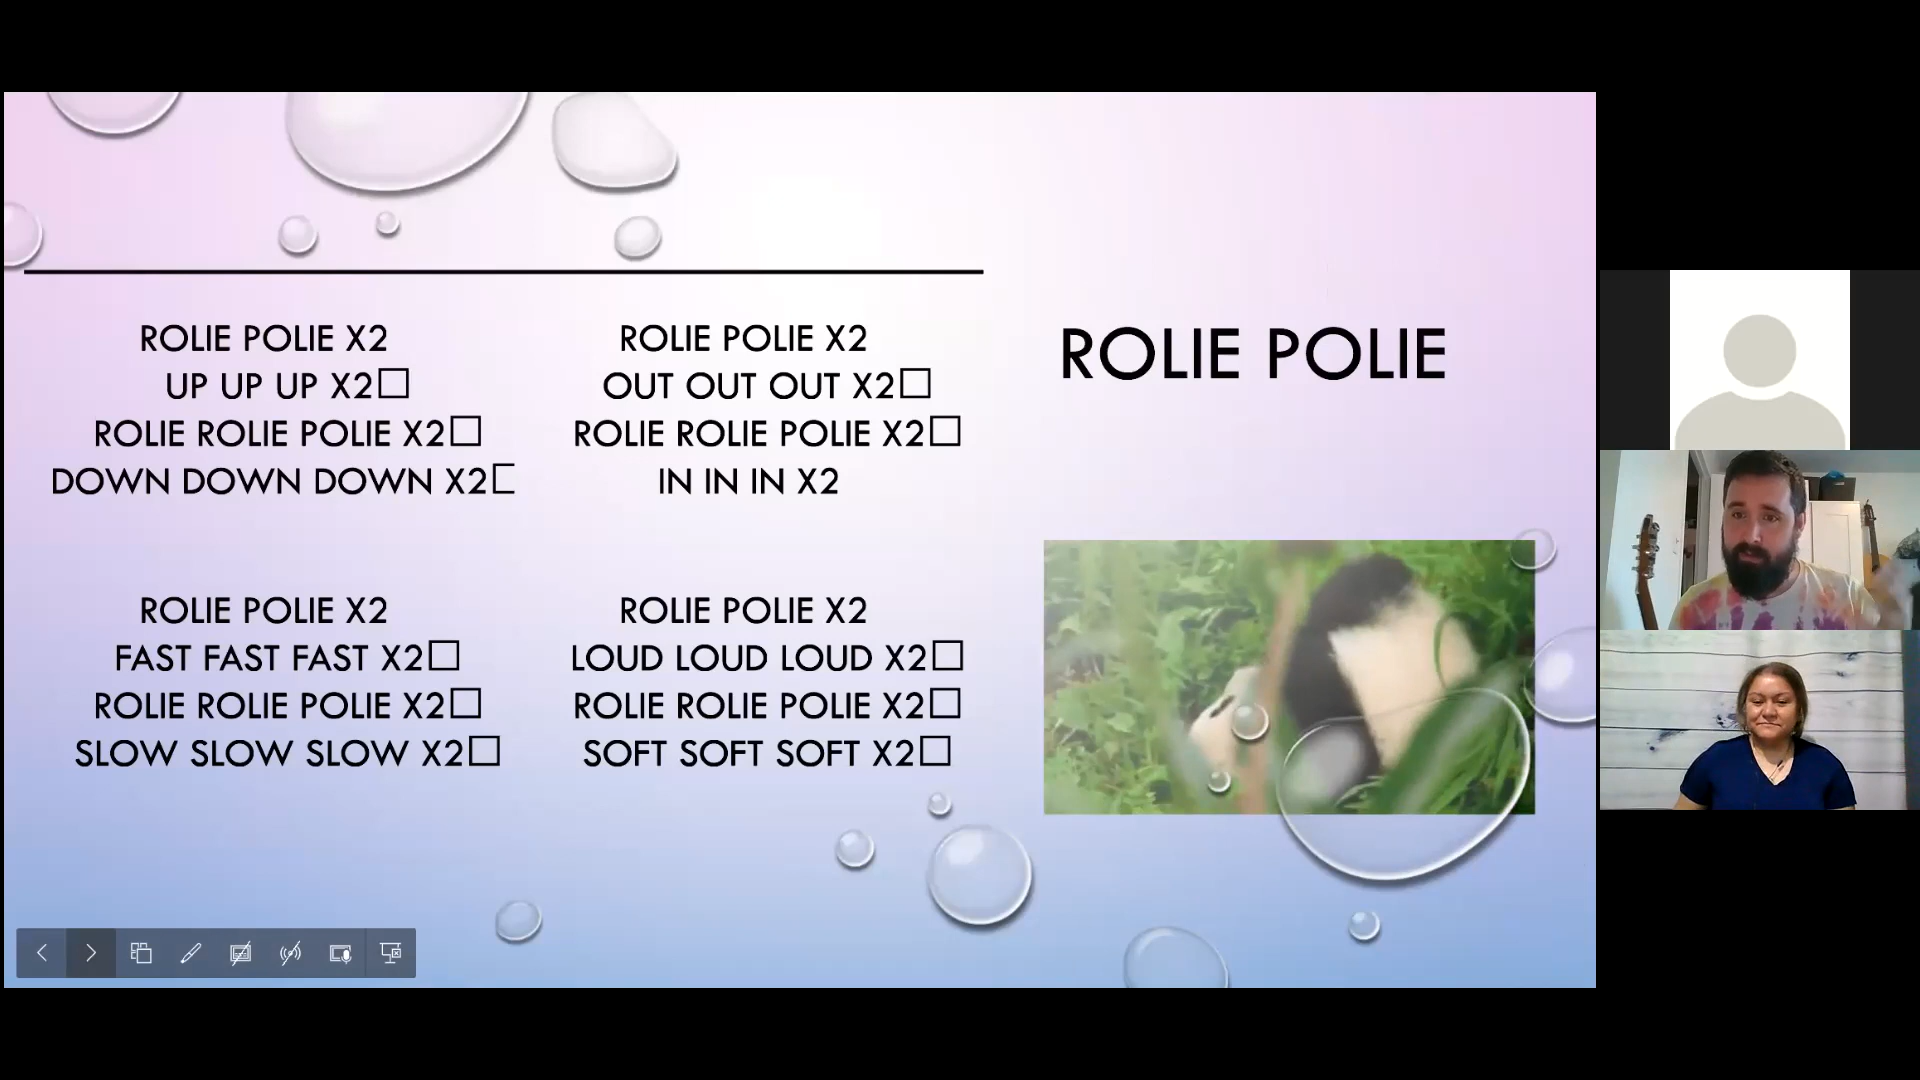 ROLIE POLIE X2
UP UP UP X2
ROLIE ROLIE POLIE X2
DOWN DOWN DOWN X2
ROLIE POLIE X2
OUT OUT OUT X2
ROLIE ROLIE POLIE X2
IN IN IN X2
ROLIE POLIE X2
FAST FAST FAST X2
ROLIE ROLIE POLIE X2
SLOW SLOW SLOW X2
ROLIE POLIE X2
LOUD LOUD LOUD X2
ROLIE ROLIE POLIE X2
SOFT SOFT SOFT X2
ROLIE POLIE